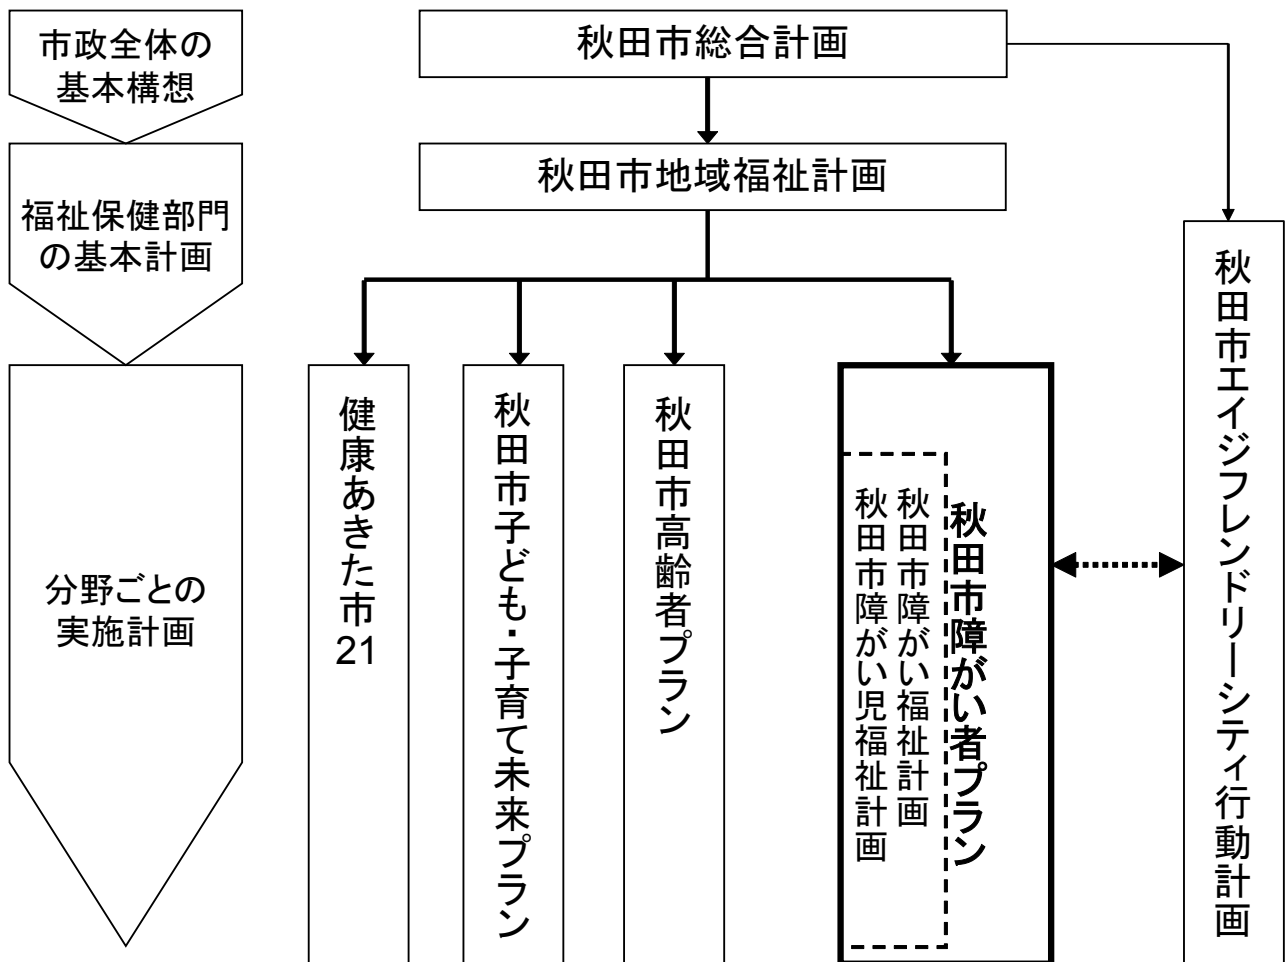 市政全体の
基本構想
秋田市総合計画
福祉保健部門
の基本計画
秋田市地域福祉計画
分野ごとの
実施計画
健康あきた市21
秋田市子ども・子育て未来プラン
秋田市高齢者プラン
秋田市障がい者プラン
秋田市障がい福祉計画
秋田市障がい児福祉計画
秋田市エイジフレンドリーシティ行動計画